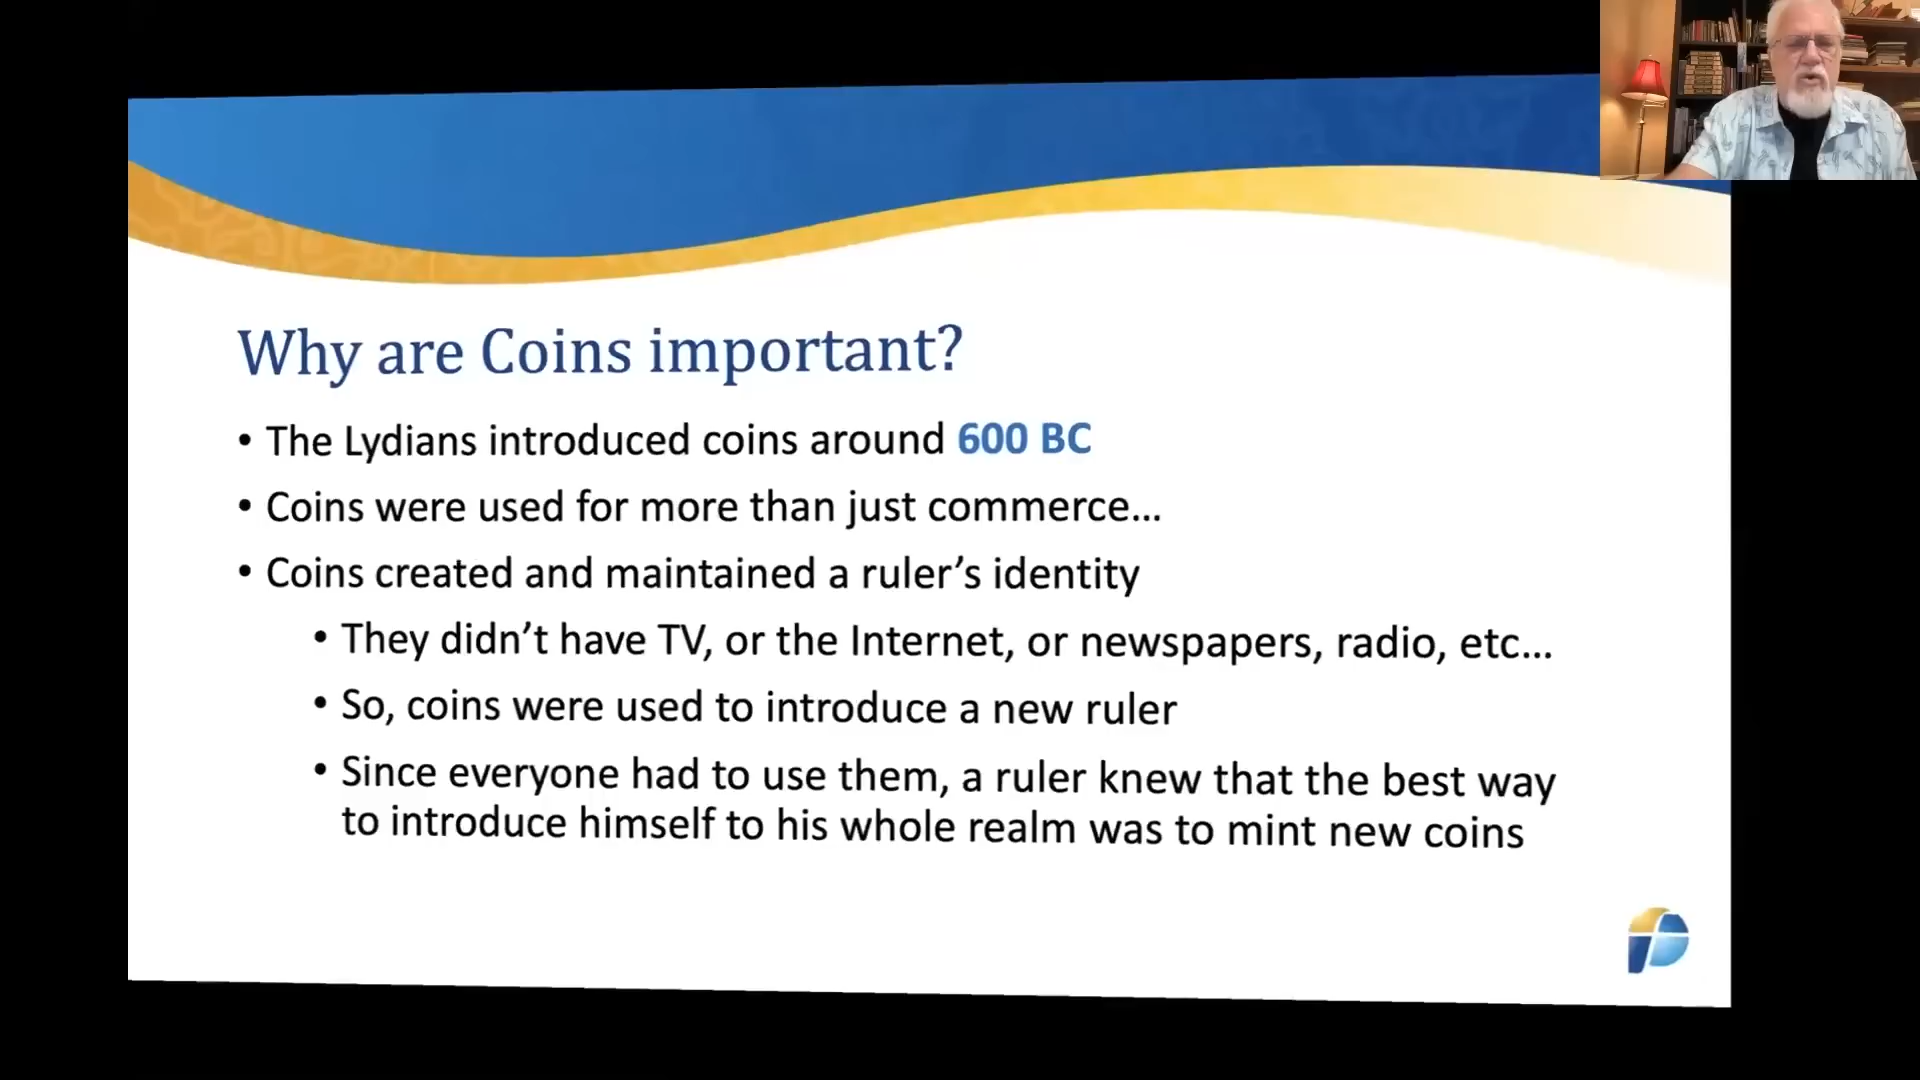 Why are Coins important?
• The Lydians introduced coins around 600 BC
• Coins were used for more than just commerce...
• Coins created and maintained a ruler’s identity
• They didn’t have TV, or the Internet, or newspapers, radio, etc...
• So, coins were used to introduce a new ruler
• Since everyone had to use them, a ruler knew that the best way
to introduce himself to his whole realm was to mint new coins